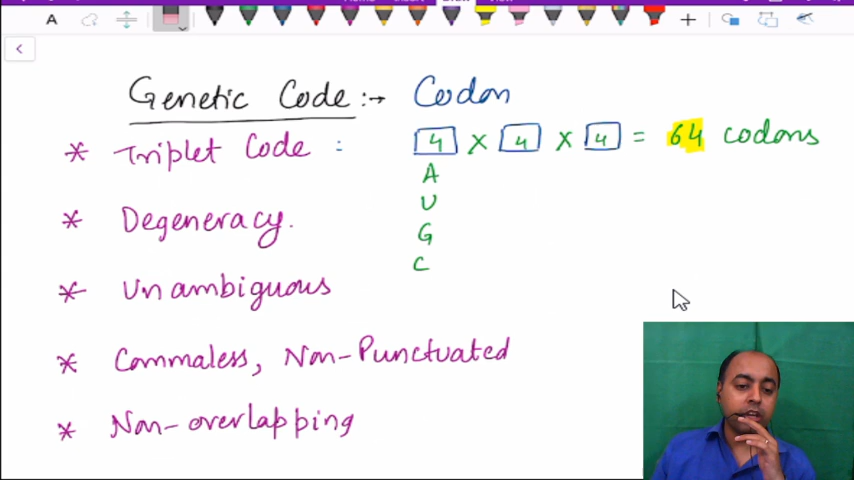 A
Genetic Code :→ Codon
* Triplet Code : 4 x 4 x 4 = 64 codons
A
U
* Degeneracy.
G
C
* Unambiguous
* Commaless, Non-Punctuated
* Non-overlapping